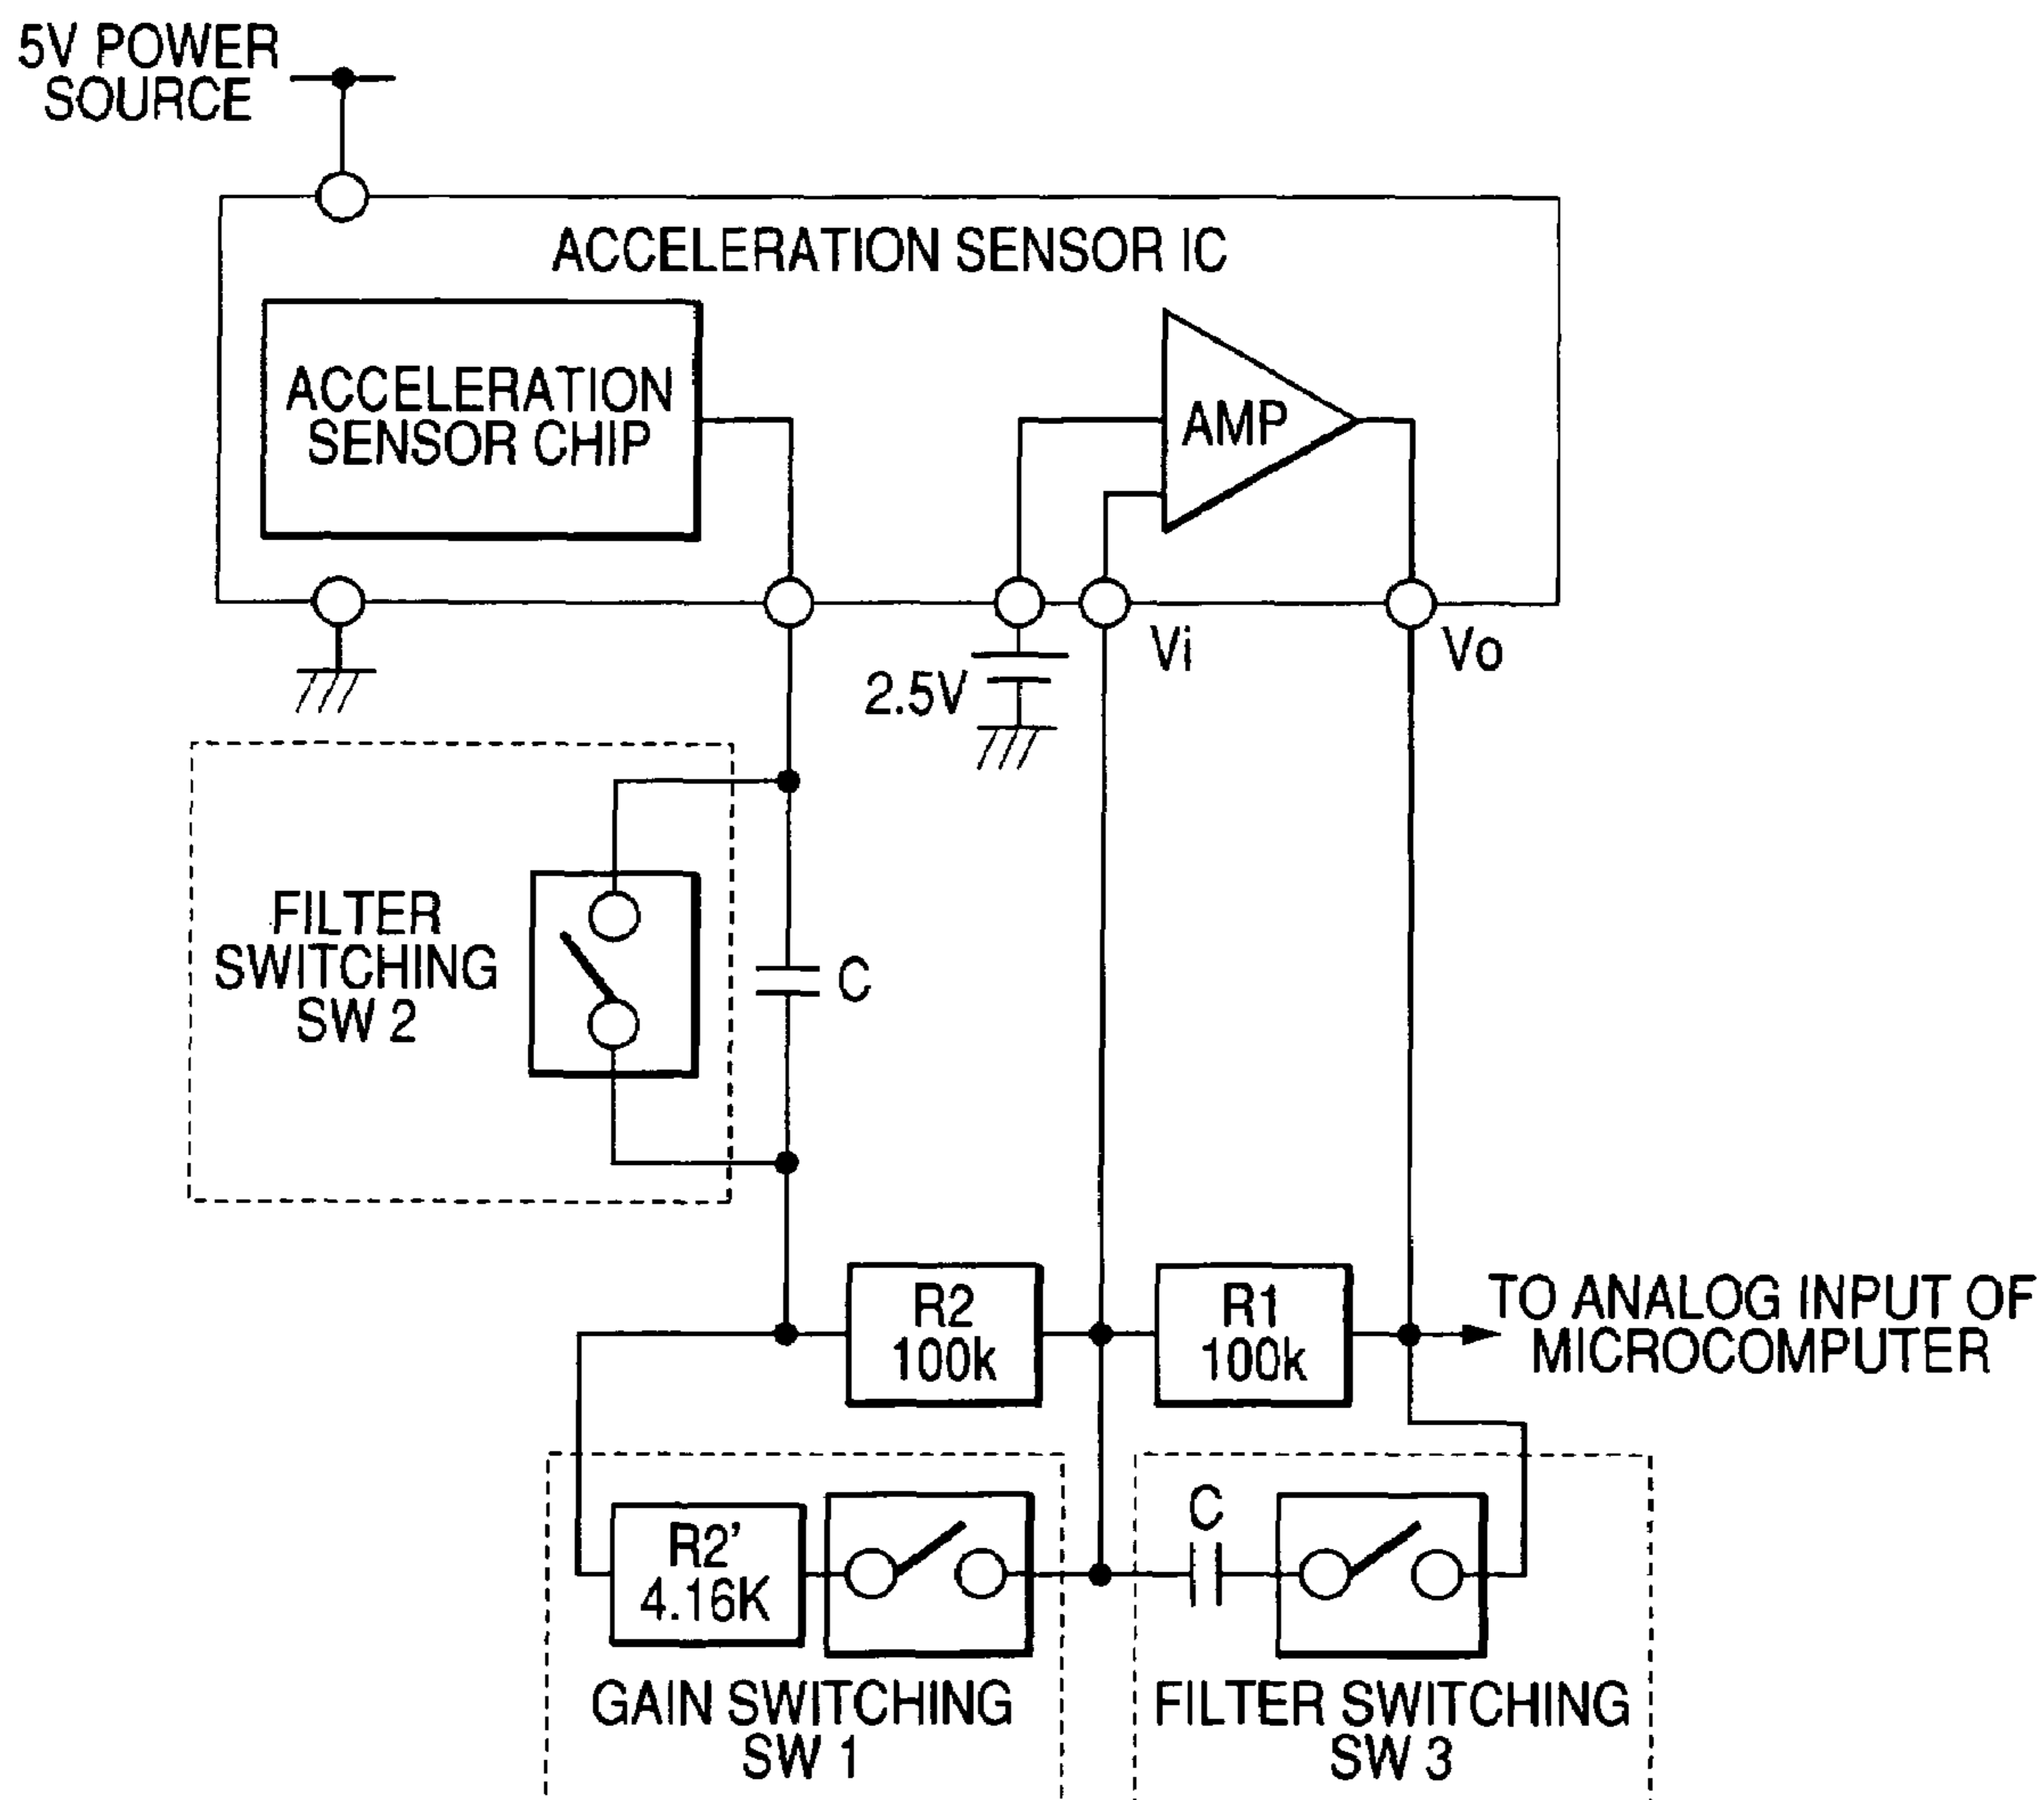 5V POWER
SOURCE
ACCELERATION SENSOR IC
ACCELERATION
SENSOR CHIP
AMP
Vi
Vo
2.5V
FILTER
SWITCHING
SW 2
C
R2
100k
R1
100k
TO ANALOG INPUT OF
MICROCOMPUTER
R2'
4.16K
C
GAIN SWITCHING
SW 1
FILTER SWITCHING
SW 3